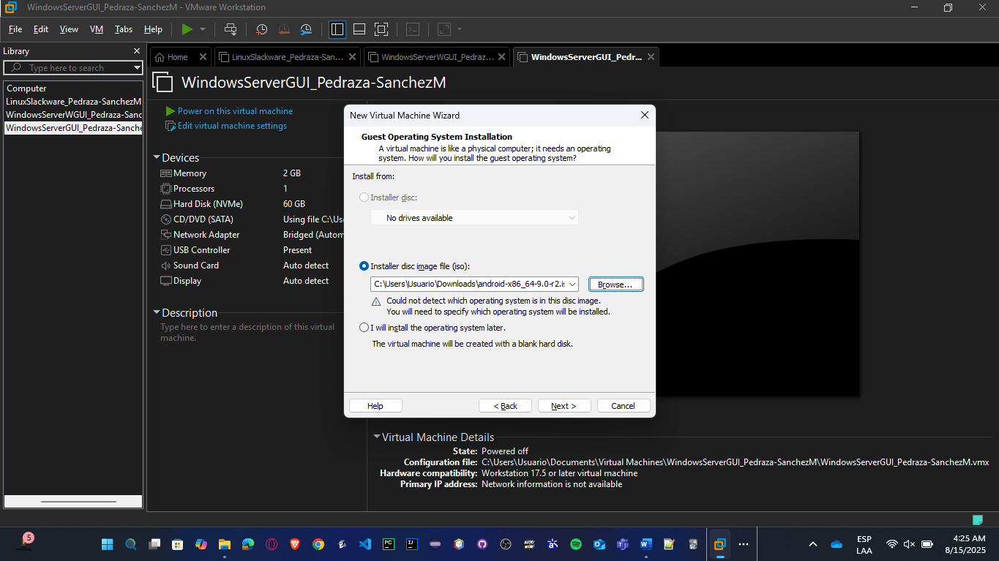 WindowsServerGUI_Pedraza-SanchezM - VMware Workstation
File Edit View VM Tabs Help
Library
Type here to search
Computer
LinuxSlackware_Pedraza-SanchezM
WindowsServerWGUI_Pedraza-Sanc
WindowsServerGUI_Pedraza-Sanche
Home
LinuxSlackware_Pedraza-San...
WindowsServerWGUI_Pedraz...
WindowsServerGUI_Pedr...
WindowsServerGUI_Pedraza-SanchezM
Power on this virtual machine
Edit virtual machine settings
Devices
Memory 2 GB
Processors 1
Hard Disk (NVMe) 60 GB
CD/DVD (SATA) Using file C:\Use
Network Adapter Bridged (Autom
USB Controller Present
Sound Card Auto detect
Display Auto detect
Description
Type here to enter a description of this virtual
machine.
New Virtual Machine Wizard
Guest Operating System Installation
A virtual machine is like a physical computer; it needs an operating
system. How will you install the guest operating system?
Install from:
Installer disc:
No drives available
Installer disc image file (iso):
C:\Users\Usuario\Downloads\android-x86_64-9.0-r2.is
Browse...
Could not detect which operating system is in this disc image.
You will need to specify which operating system will be installed.
I will install the operating system later.
The virtual machine will be created with a blank hard disk.
Help
< Back
Next >
Cancel
Virtual Machine Details
State: Powered off
Configuration file: C:\Users\Usuario\Documents\Virtual Machines\WindowsServerGUI_Pedraza-SanchezM\WindowsServerGUI_Pedraza-SanchezM.vmx
Hardware compatibility: Workstation 17.5 or later virtual machine
Primary IP address: Network information is not available
5
PC
IJ
ESP
LAA
4:25 AM
8/15/2025